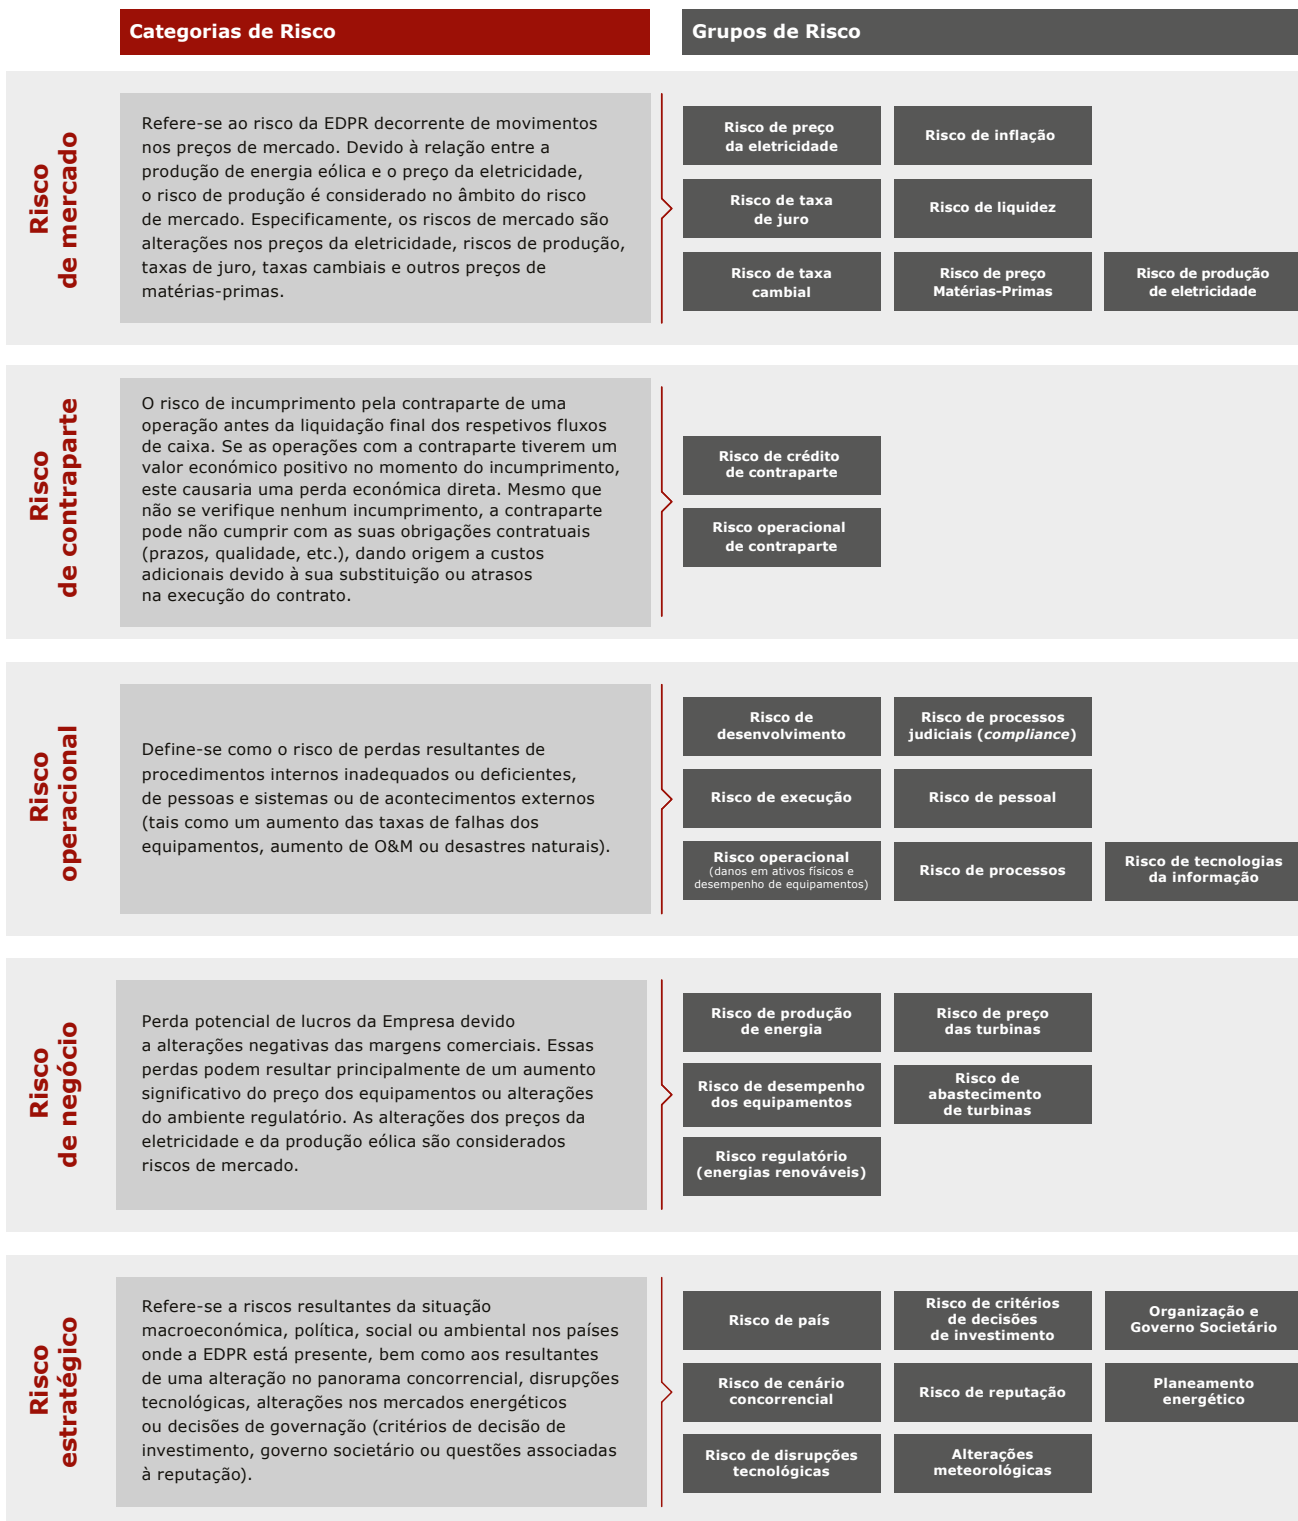 Categorias de Risco
Grupos de Risco
Risco
de mercado
Refere-se ao risco da EDPR decorrente de movimentos
nos preços de mercado. Devido à relação entre a
produção de energia eólica e o preço da eletricidade,
o risco de produção é considerado no âmbito do risco
de mercado. Especificamente, os riscos de mercado são
alterações nos preços da eletricidade, riscos de produção,
taxas de juro, taxas cambiais e outros preços de
matérias-primas.
Risco de preço
da eletricidade
Risco de inflação
Risco de taxa
de juro
Risco de liquidez
Risco de taxa
cambial
Risco de preço
Matérias-Primas
Risco de produção
de eletricidade
Risco
de contraparte
O risco de incumprimento pela contraparte de uma
operação antes da liquidação final dos respetivos fluxos
de caixa. Se as operações com a contraparte tiverem um
valor económico positivo no momento do incumprimento,
este causaria uma perda económica direta. Mesmo que
não se verifique nenhum incumprimento, a contraparte
pode não cumprir com as suas obrigações contratuais
(prazos, qualidade, etc.), dando origem a custos
adicionais devido à sua substituição ou atrasos
na execução do contrato.
Risco de crédito
de contraparte
Risco operacional
de contraparte
Risco
operacional
Define-se como o risco de perdas resultantes de
procedimentos internos inadequados ou deficientes,
de pessoas e sistemas ou de acontecimentos externos
(tais como um aumento das taxas de falhas dos
equipamentos, aumento de O&M ou desastres naturais).
Risco de
desenvolvimento
Risco de processos
judiciais (compliance)
Risco de execução
Risco de pessoal
Risco operacional
(danos em ativos físicos e
desempenho de equipamentos)
Risco de processos
Risco de tecnologias
da informação
Risco
de negócio
Perda potencial de lucros da Empresa devido
a alterações negativas das margens comerciais. Essas
perdas podem resultar principalmente de um aumento
significativo do preço dos equipamentos ou alterações
do ambiente regulatório. As alterações dos preços da
eletricidade e da produção eólica são considerados
riscos de mercado.
Risco de produção
de energia
Risco de preço
das turbinas
Risco de desempenho
dos equipamentos
Risco de
abastecimento
de turbinas
Risco regulatório
(energias renováveis)
Risco
estratégico
Refere-se a riscos resultantes da situação
macroeconómica, política, social ou ambiental nos países
onde a EDPR está presente, bem como aos resultantes
de uma alteração no panorama concorrencial, disrupções
tecnológicas, alterações nos mercados energéticos
ou decisões de governação (critérios de decisão de
investimento, governo societário ou questões associadas
à reputação).
Risco de país
Risco de critérios
de decisões
de investimento
Organização e
Governo Societário
Risco de cenário
concorrencial
Risco de reputação
Planeamento
energético
Risco de disrupções
tecnológicas
Alterações
meteorológicas